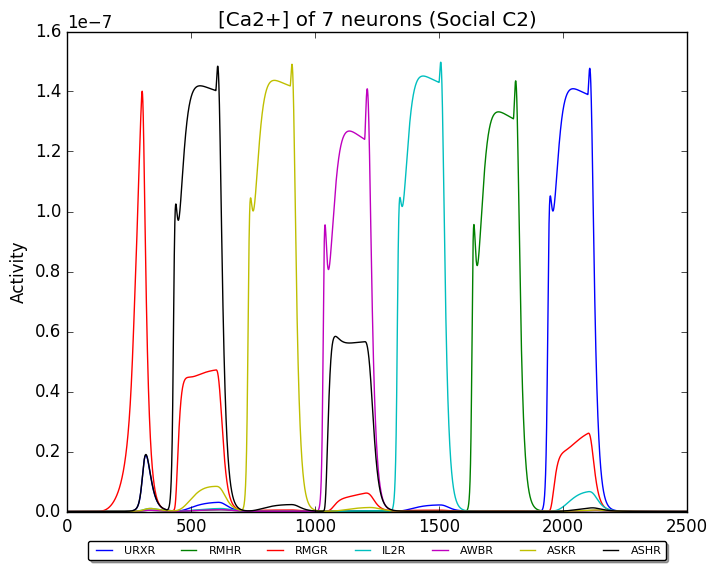 [Ca2+] of 7 neurons (Social C2)
1e−7
1.6
1.4
1.2
1.0
0.8
0.6
0.4
0.2
0.0
Activity
0 500 1000 1500 2000 2500
URXR RMHR RMGR IL2R AWBR ASKR ASHR